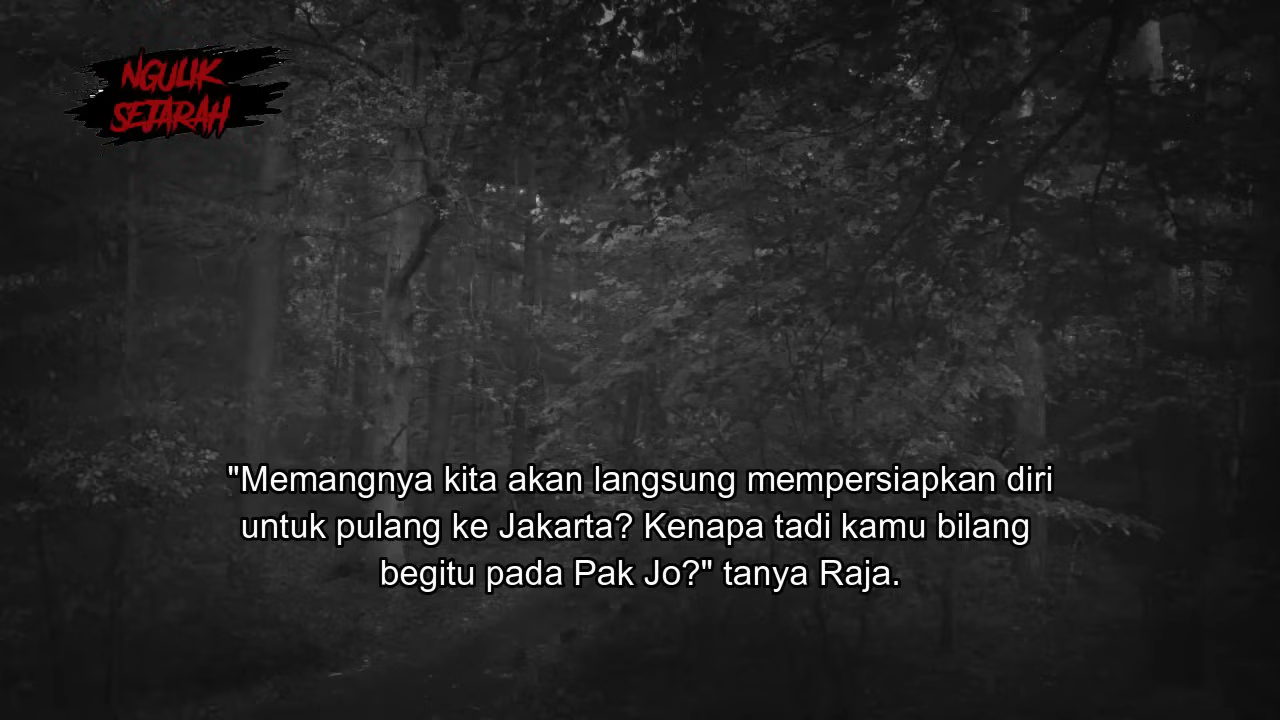 NGULIK
SEJARAH
"Memangnya kita akan langsung mempersiapkan diri
untuk pulang ke Jakarta? Kenapa tadi kamu bilang
begitu pada Pak Jo?" tanya Raja.